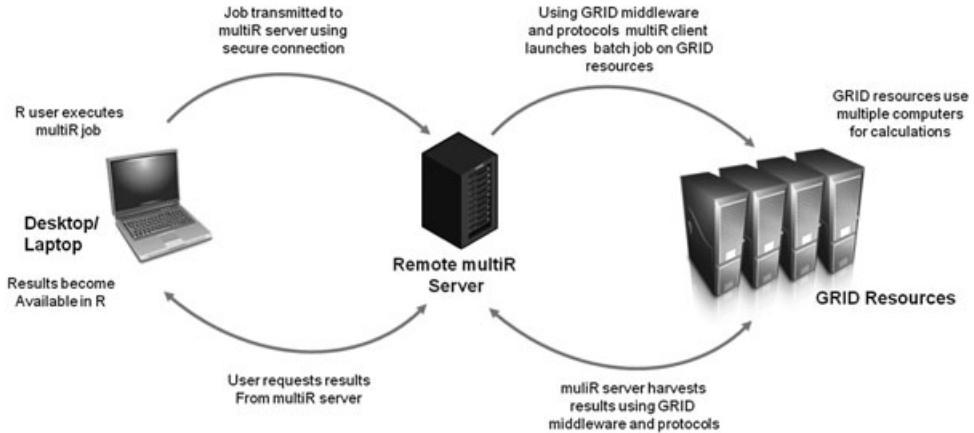 Job transmitted to
multiR server using
secure connection
Using GRID middleware
and protocols multiR client
launches batch job on GRID
resources
R user executes
multiR job
GRID resources use
multiple computers
for calculations
Desktop/
Laptop
Remote multiR
Server
GRID Resources
Results become
Available in R
User requests results
From multiR server
muliR server harvests
results using GRID
middleware and protocols